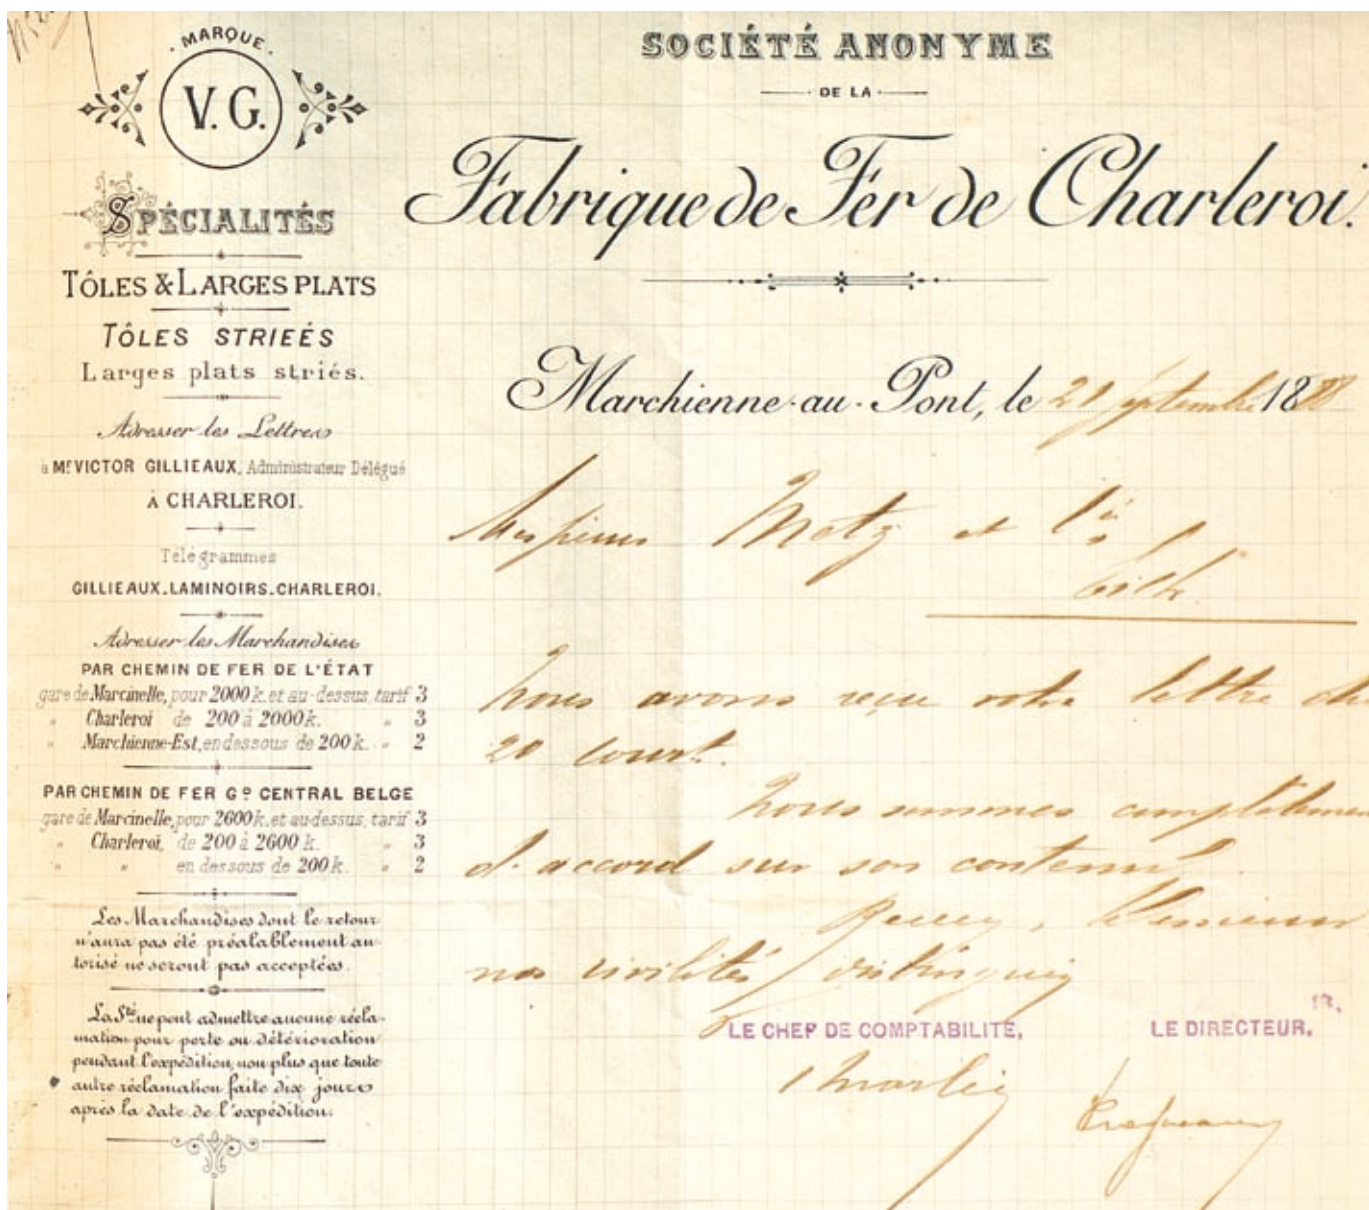 MARQUE
V. G.
SPÉCIALITÉS
TÔLES & LARGES PLATS
TÔLES STRIEÉS
Larges plats striés.
Adresser les Lettres
à Mr VICTOR GILLIEAUX, Administrateur Délégué
À CHARLEROI.
Télégrammes
GILLIEAUX_LAMINOIRS_CHARLEROI.
Adresser les Marchandises
PAR CHEMIN DE FER DE L'ÉTAT
gare de Marcinelle, pour 2000 k. et au-dessus, tarif 3
" Charleroi de 200 à 2000 k. " 3
" Marchienne-Est, en dessous de 200 k. " 2
PAR CHEMIN DE FER Gd CENTRAL BELGE
gare de Marcinelle, pour 2600 k. et au-dessus, tarif 3
" Charleroi, de 200 à 2600 k. " 3
" " en dessous de 200 k. " 2
Les Marchandises dont le retour
n'aura pas été préalablement au-
torisé ne seront pas acceptées.
La Sté ne peut admettre aucune récla-
mation pour perte ou détérioration
pendant l'expédition, non plus que toute
autre réclamation faite dix jours
après la date de l'expédition.
SOCIÉTÉ ANONYME
DE LA
Fabrique de Fer de Charleroi.
Marchienne-au-Pont, le 21 septembre 1888
Messieurs Metz et Cie
Eich
Nous avons reçu votre lettre du
20 court.
Nous sommes complètemen
d'accord sur son contenu.
Messieurs
nos civilités distinguées
LE CHEF DE COMPTABILITÉ,
LE DIRECTEUR,